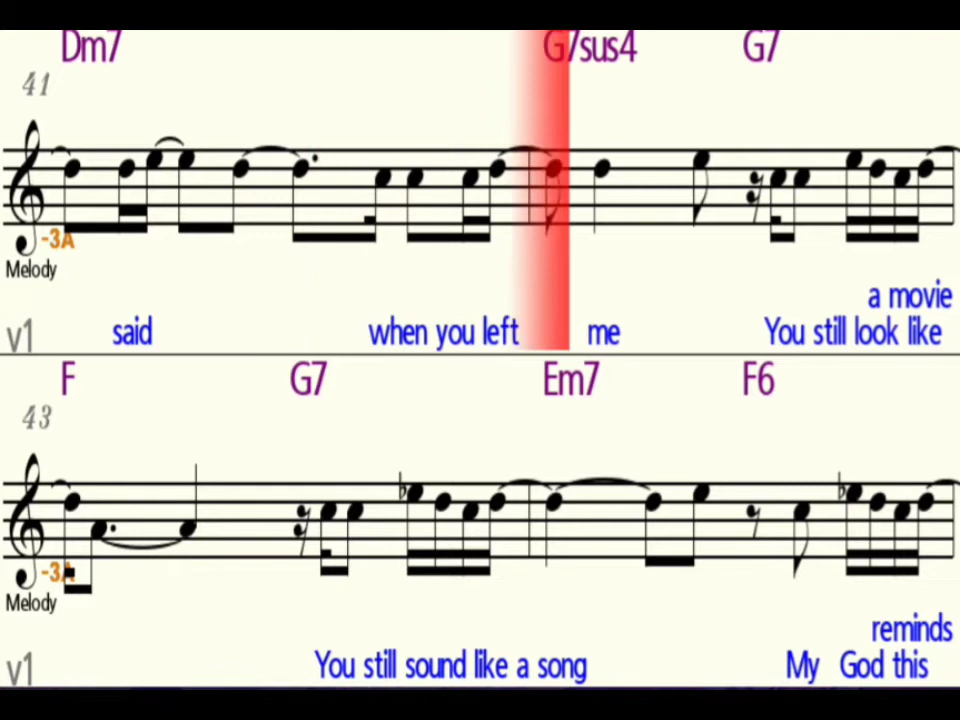 Dm7 G7sus4 G7
41
-3A
Melody
a movie
v1 said when you left me You still look like
F G7 Em7 F6
43
-3A
Melody
reminds
v1 You still sound like a song My God this